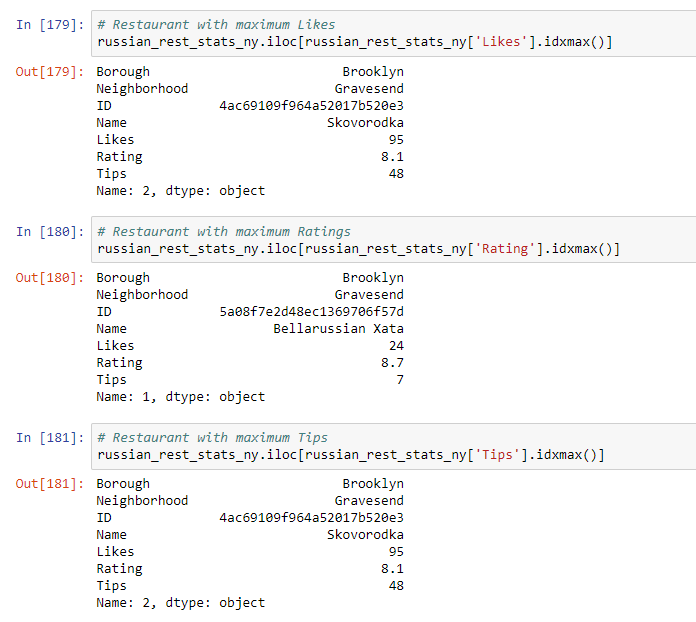 In [179]: # Restaurant with maximum Likes
russian_rest_stats_ny.iloc[russian_rest_stats_ny['Likes'].idxmax()]
Out[179]: Borough Brooklyn
Neighborhood Gravesend
ID 4ac69109f964a52017b520e3
Name Skovorodka
Likes 95
Rating 8.1
Tips 48
Name: 2, dtype: object
In [180]: # Restaurant with maximum Ratings
russian_rest_stats_ny.iloc[russian_rest_stats_ny['Rating'].idxmax()]
Out[180]: Borough Brooklyn
Neighborhood Gravesend
ID 5a08f7e2d48ec1369706f57d
Name Bellarussian Xata
Likes 24
Rating 8.7
Tips 7
Name: 1, dtype: object
In [181]: # Restaurant with maximum Tips
russian_rest_stats_ny.iloc[russian_rest_stats_ny['Tips'].idxmax()]
Out[181]: Borough Brooklyn
Neighborhood Gravesend
ID 4ac69109f964a52017b520e3
Name Skovorodka
Likes 95
Rating 8.1
Tips 48
Name: 2, dtype: object